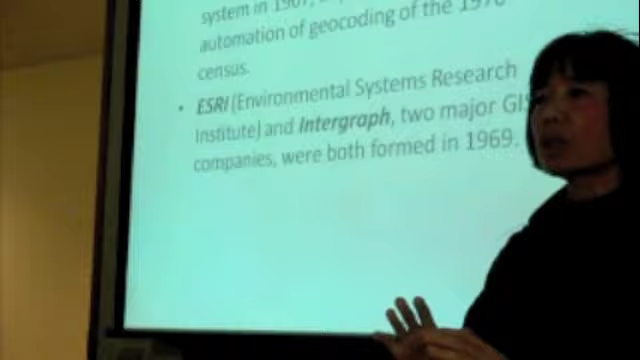 system in 1967,
automation of geocoding of the 1970
census.
• ESRI (Environmental Systems Research
Institute) and Intergraph, two major GIS
companies, were both formed in 1969.